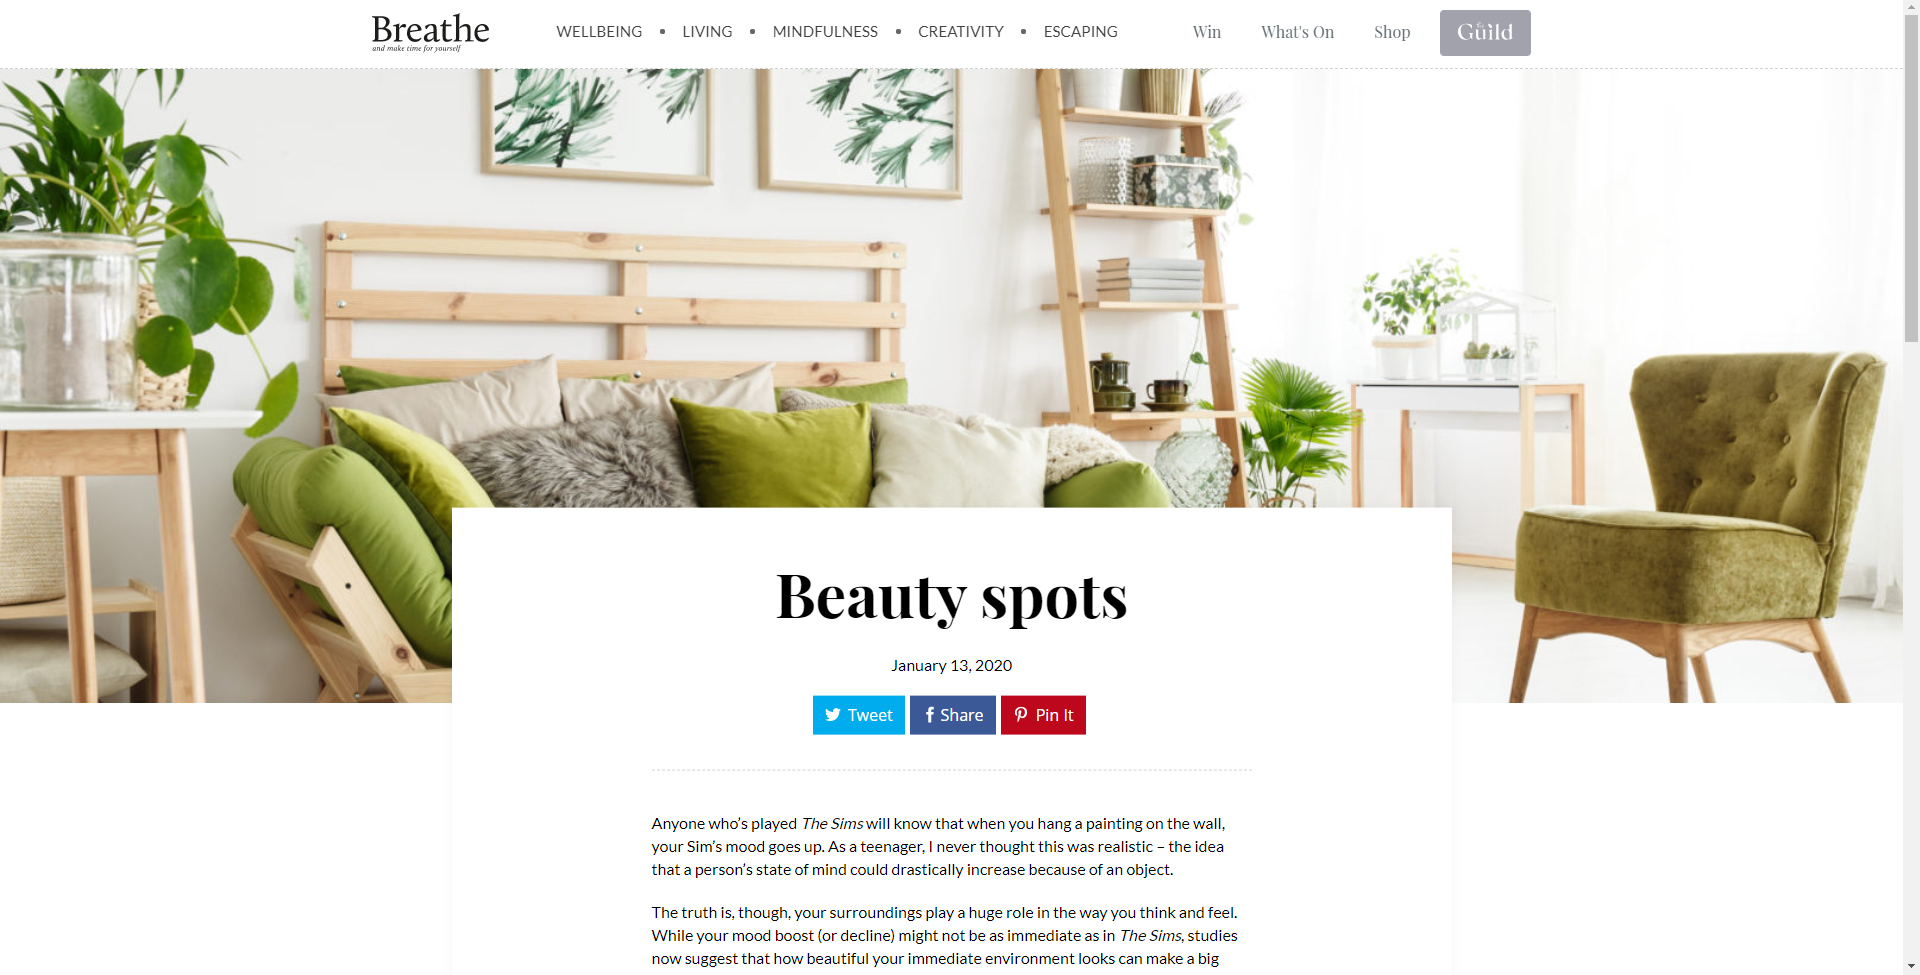 Breathe
and make time for yourself
WELLBEING • LIVING • MINDFULNESS • CREATIVITY • ESCAPING
Win What's On Shop the Guild
Beauty spots
January 13, 2020
Tweet Share Pin It
Anyone who’s played The Sims will know that when you hang a painting on the wall,
your Sim’s mood goes up. As a teenager, I never thought this was realistic – the idea
that a person’s state of mind could drastically increase because of an object.
The truth is, though, your surroundings play a huge role in the way you think and feel.
While your mood boost (or decline) might not be as immediate as in The Sims, studies
now suggest that how beautiful your immediate environment looks can make a big